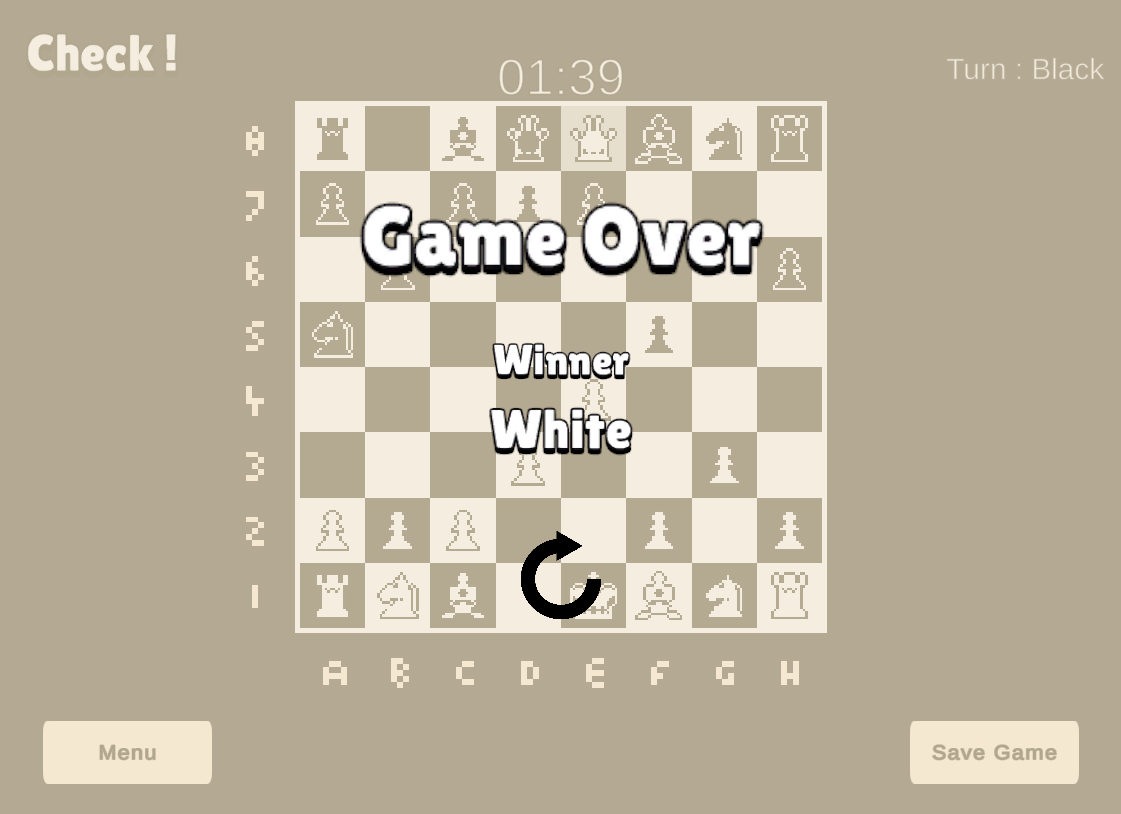 Check !
01:39
Turn : Black
8
7
Game Over
6
5
Winner
4
White
3
2
1
A B C D E F G H
Menu
Save Game